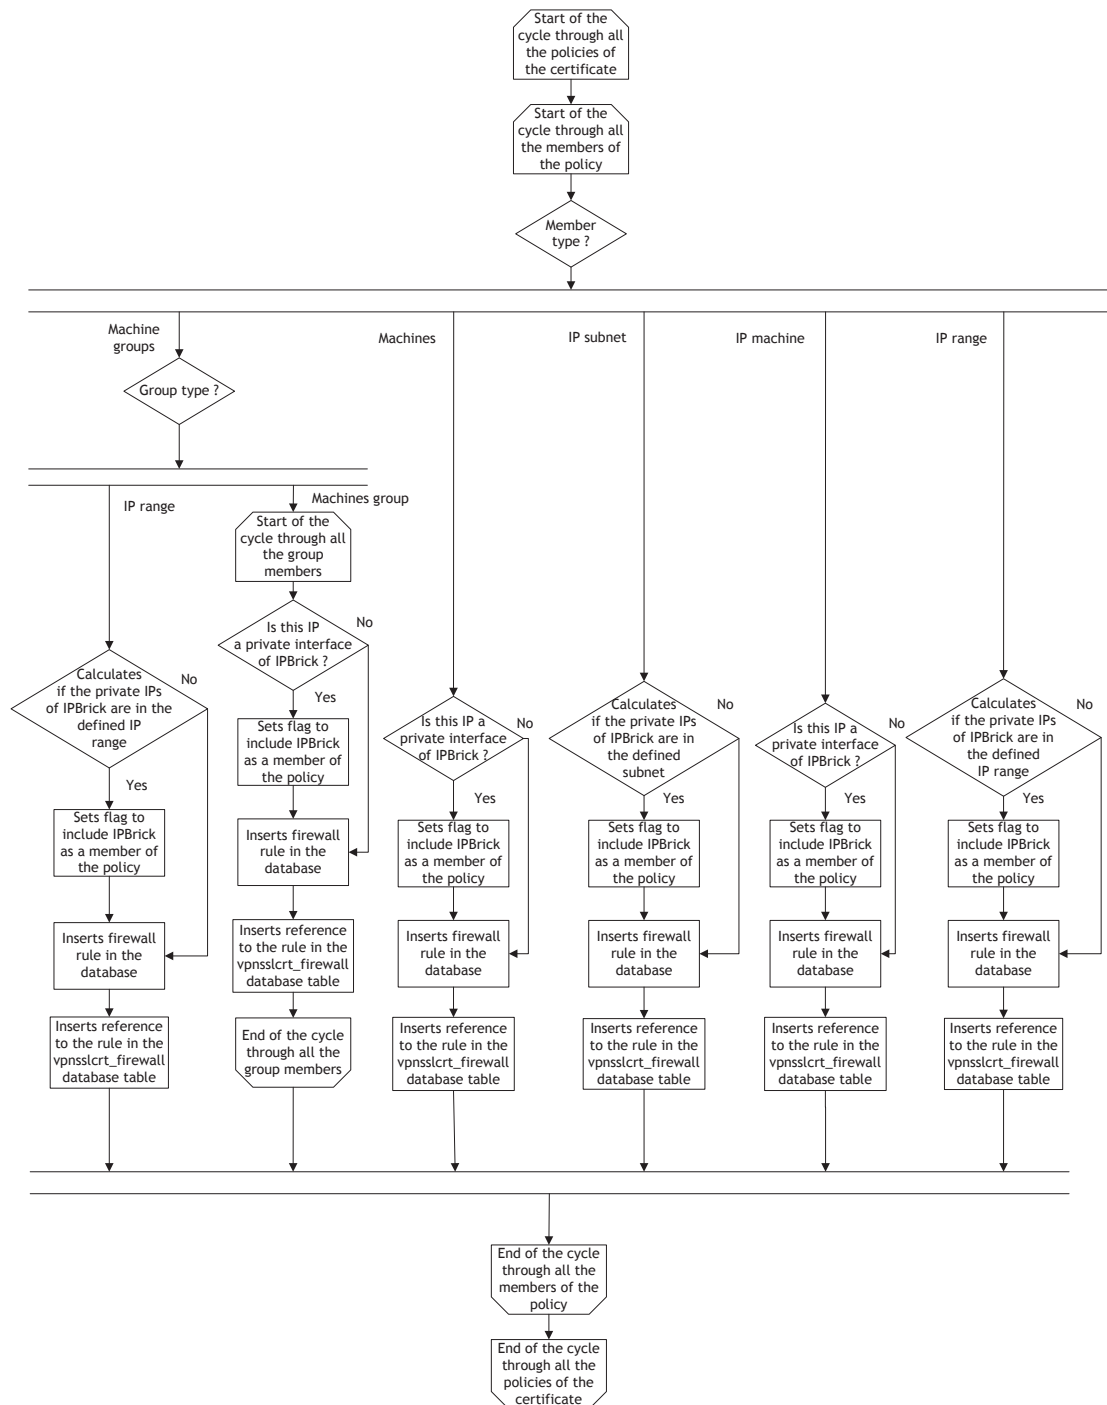 Start of the
cycle through all
the policies of
the certificate
Start of the
cycle through all
the members of
the policy
Member
type ?
Machine
groups
Machines
IP subnet
IP machine
IP range
Group type ?
IP range
Machines group
Start of the
cycle through all
the group
members
Is this IP
a private interface
of IPBrick ?
No
Yes
Calculates
if the private IPs
of IPBrick are in the
defined IP
range
No
Yes
Is this IP a
private interface
of IPBrick ?
No
Yes
Calculates
if the private IPs
of IPBrick are in
the defined
subnet
No
Yes
Is this IP a
private interface
of IPBrick ?
No
Yes
Calculates
if the private IPs
of IPBrick are in
the defined
IP range
No
Yes
Sets flag to
include IPBrick
as a member of
the policy
Sets flag to
include IPBrick
as a member of
the policy
Sets flag to
include IPBrick
as a member of
the policy
Sets flag to
include IPBrick
as a member of
the policy
Sets flag to
include IPBrick
as a member of
the policy
Sets flag to
include IPBrick
as a member of
the policy
Inserts firewall
rule in the
database
Inserts firewall
rule in the
database
Inserts firewall
rule in the
database
Inserts firewall
rule in the
database
Inserts firewall
rule in the
database
Inserts firewall
rule in the
database
Inserts reference
to the rule in the
vpnsslcrt_firewall
database table
Inserts reference
to the rule in the
vpnsslcrt_firewall
database table
End of the cycle
through all the
group members
Inserts reference
to the rule in the
vpnsslcrt_firewall
database table
Inserts reference
to the rule in the
vpnsslcrt_firewall
database table
Inserts reference
to the rule in the
vpnsslcrt_firewall
database table
Inserts reference
to the rule in the
vpnsslcrt_firewall
database table
End of the cycle
through all the
members of the
policy
End of the cycle
through all the
policies of the
certificate